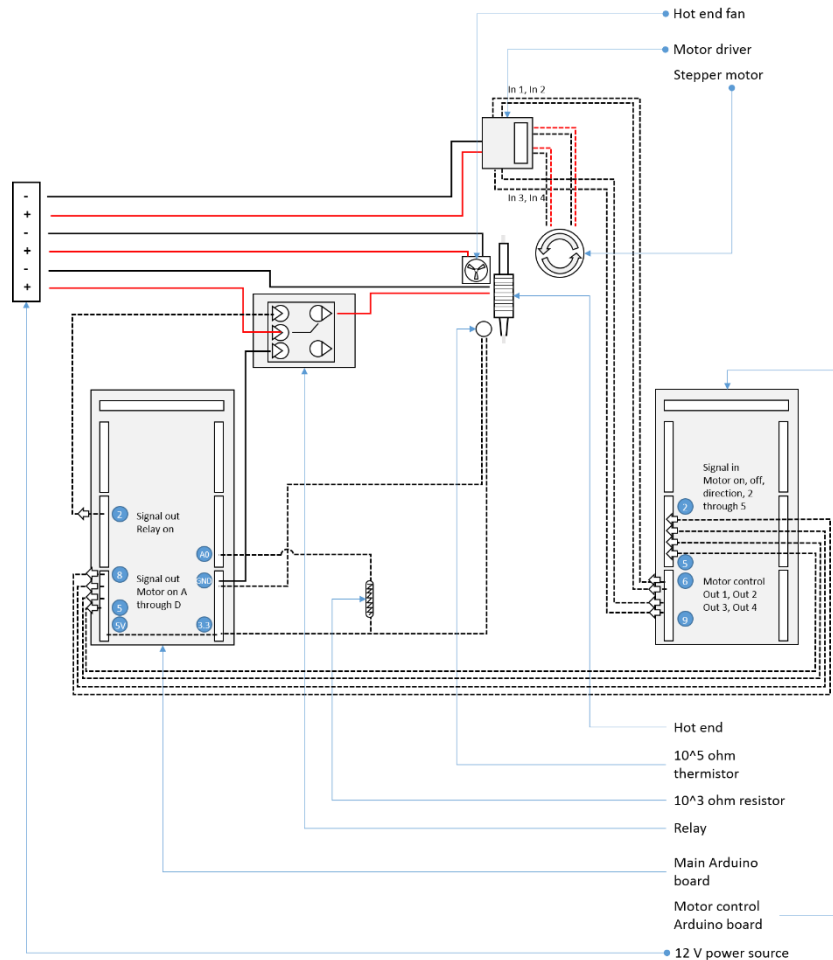 Hot end fan
Motor driver
Stepper motor
In 1, In 2
In 3, In 4
-
+
-
+
-
+
2
Signal out
Relay on
A0
8
Signal out
Motor on A
through D
GND
5
5V
3.3
Signal in
Motor on, off,
direction, 2
through 5
2
5
6
Motor control
Out 1, Out 2
Out 3, Out 4
9
Hot end
10^5 ohm
thermistor
10^3 ohm resistor
Relay
Main Arduino
board
Motor control
Arduino board
12 V power source